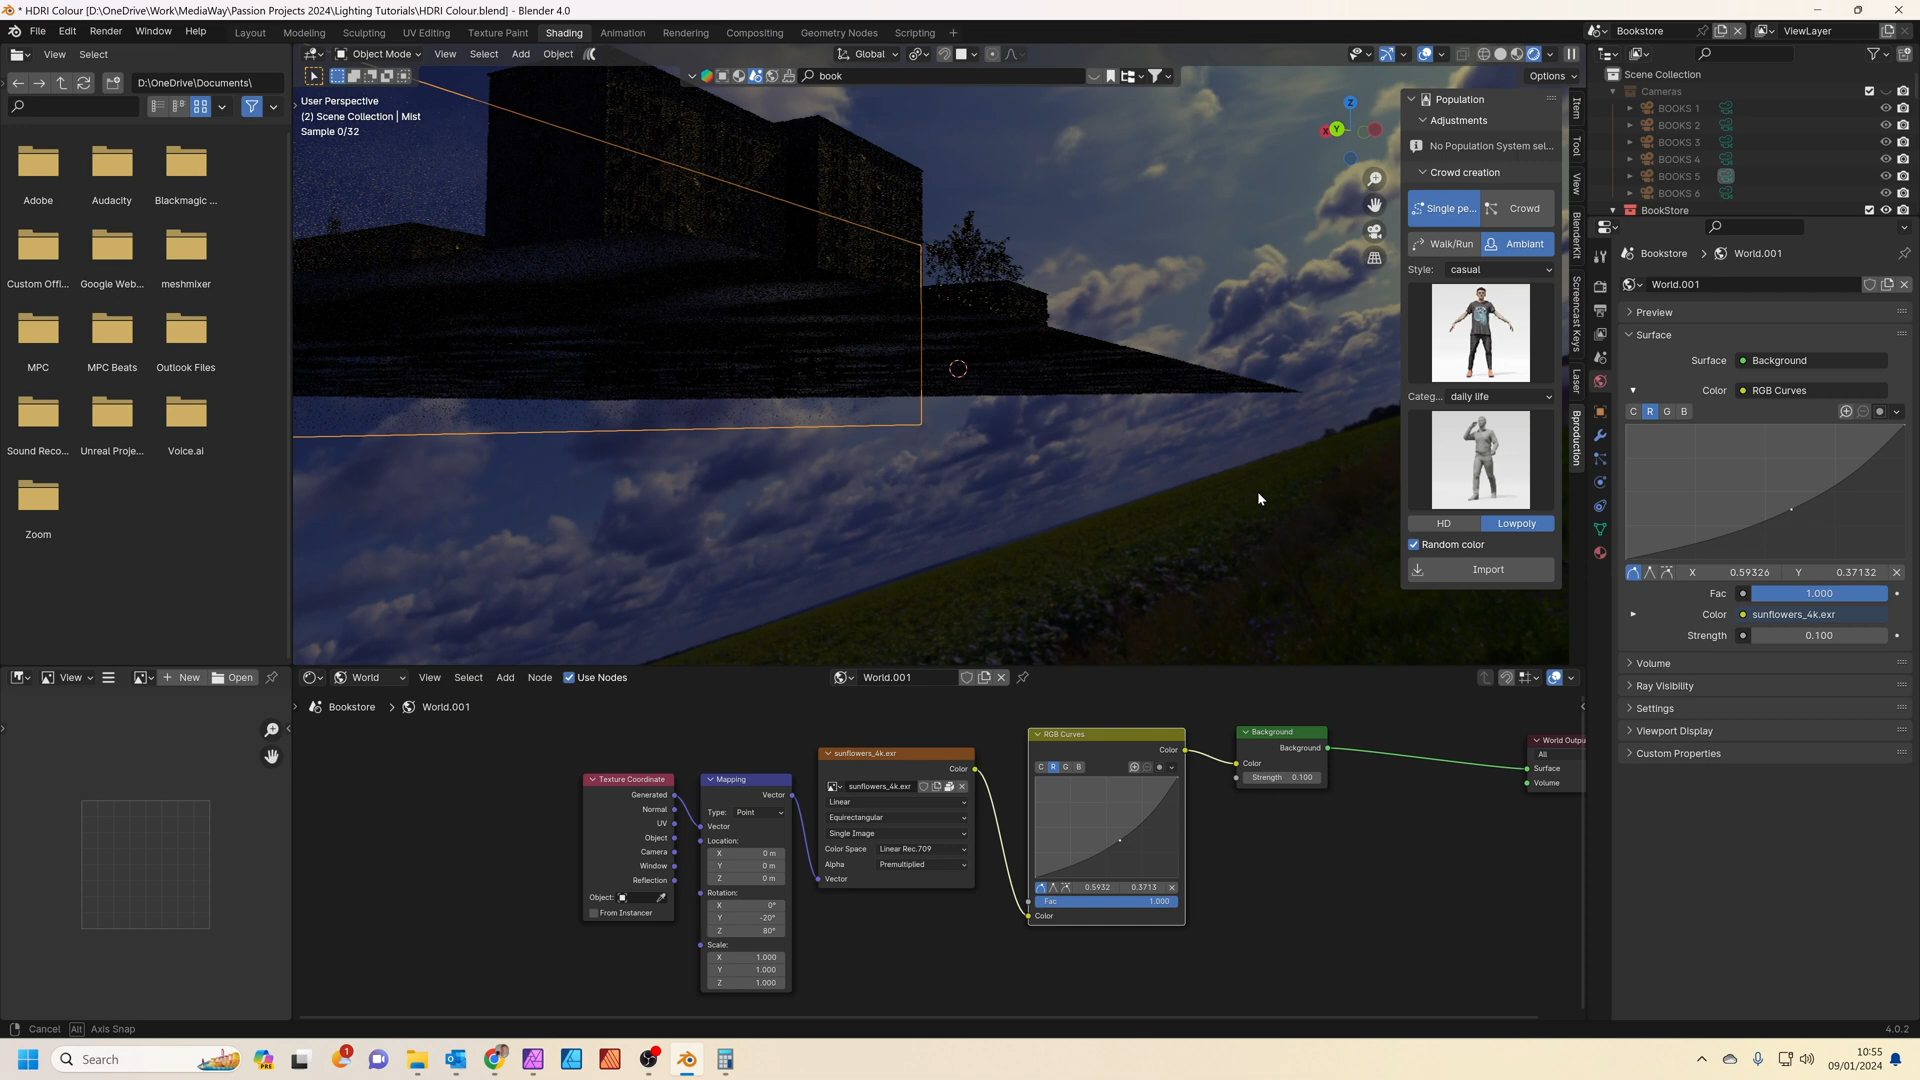 * HDRI Colour [D:\OneDrive\Work\MediaWay\Passion Projects 2024\Lighting Tutorials\HDRI Colour.blend] - Blender 4.0
File Edit Render Window Help
Layout Modeling Sculpting UV Editing Texture Paint Shading Animation Rendering Compositing Geometry Nodes Scripting +
Bookstore ViewLayer
View Select
Object Mode View Select Add Object Global
D:\OneDrive\Documents\
book
Options
User Perspective
(2) Scene Collection | Mist
Sample 0/32
Adobe Audacity Blackmagic ...
Custom Offi... Google Web... meshmixer
MPC MPC Beats Outlook Files
Sound Reco... Unreal Proje... Voice.ai
Zoom
Z
X Y
Population
Adjustments
No Population System sel...
Crowd creation
Single pe... Crowd
Walk/Run Ambiant
Style: casual
Categ... daily life
HD Lowpoly
Random color
Import
Item
Tool
View
BlenderKit
Screencast Keys
Laser
Bproduction
Scene Collection
Cameras
BOOKS 1
BOOKS 2
BOOKS 3
BOOKS 4
BOOKS 5
BOOKS 6
BookStore
Bookstore > World.001
World.001
Preview
Surface
Surface Background
Color RGB Curves
C R G B
X 0.59326 Y 0.37132
Fac 1.000
Color sunflowers_4k.exr
Strength 0.100
Volume
Ray Visibility
Settings
Viewport Display
Custom Properties
View New Open
World View Select Add Node Use Nodes World.001
Bookstore > World.001
Texture Coordinate
Generated
Normal
UV
Object
Camera
Window
Reflection
Object:
From Instancer
Mapping
Vector
Type: Point
Vector
Location:
X 0 m
Y 0 m
Z 0 m
Rotation:
X 0°
Y -20°
Z 80°
Scale:
X 1.000
Y 1.000
Z 1.000
sunflowers_4k.exr
Color
sunflowers_4k.exr
Linear
Equirectangular
Single Image
Color Space Linear Rec.709
Alpha Premultiplied
Vector
RGB Curves
Color
C R G B
0.5932 0.3713
Fac 1.000
Color
Background
Background
Color
Strength 0.100
World Outpu
All
Surface
Volume
Cancel Alt Axis Snap
4.0.2
Search
PRE
1
10:55
09/01/2024